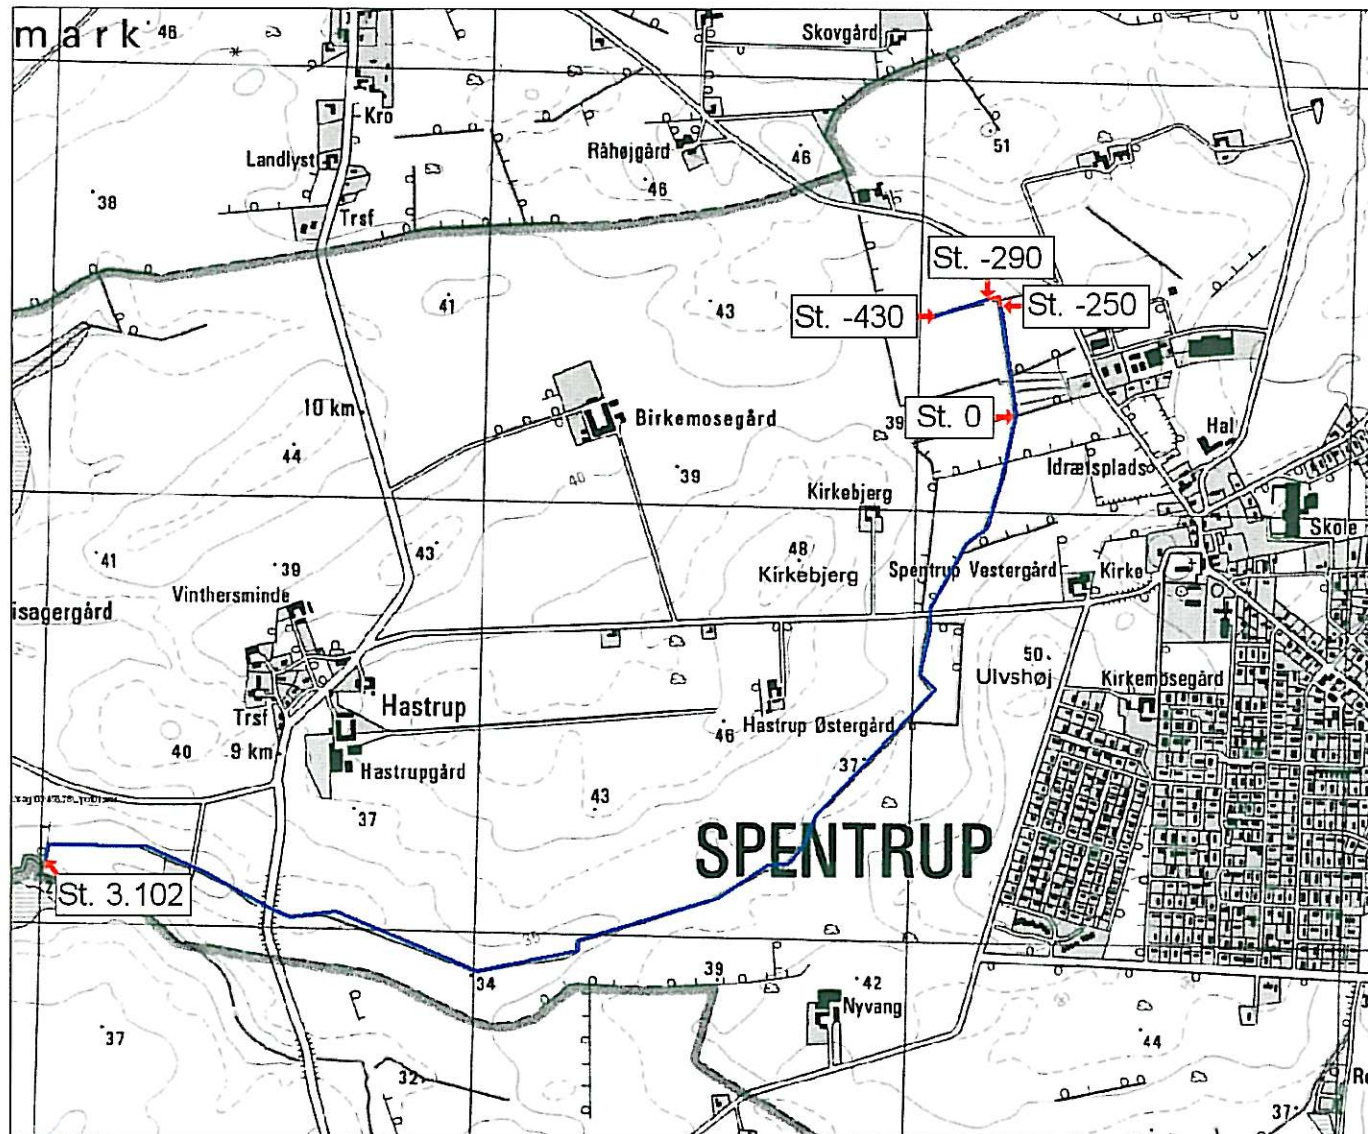 mark
46
Skovgård
Kro
51
Landlyst
Råhøjgård
46
46
38
Trsf
St. -290
41
43
St. -430
St. -250
10 km
Birkemosegård
39
St. 0
Hal
44
40
39
Idrætsplads
Kirkebjerg
Skole
41
43
48
39
Kirkebjerg
Spentrup Vestergård
Kirke
Vinthersminde
isagergård
50
Ulvshøj
Kirkemosegård
Hastrup
Trsf
Hastrup Østergård
46
40
9 km
Hastrupgård
37
43
37
SPENTRUP
St. 3.102
35
34
39
42
Nyvang
37
44
32
37